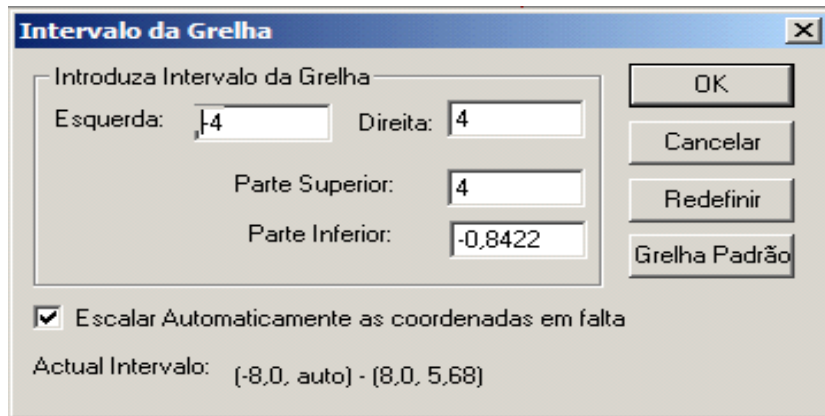 Intervalo da Grelha
Introduza Intervalo da Grelha
Esquerda: -4 Direita: 4
Parte Superior: 4
Parte Inferior: -0,8422
OK
Cancelar
Redefinir
Grelha Padrão
Escalar Automaticamente as coordenadas em falta
Actual Intervalo: (-8,0, auto) - (8,0, 5,68)